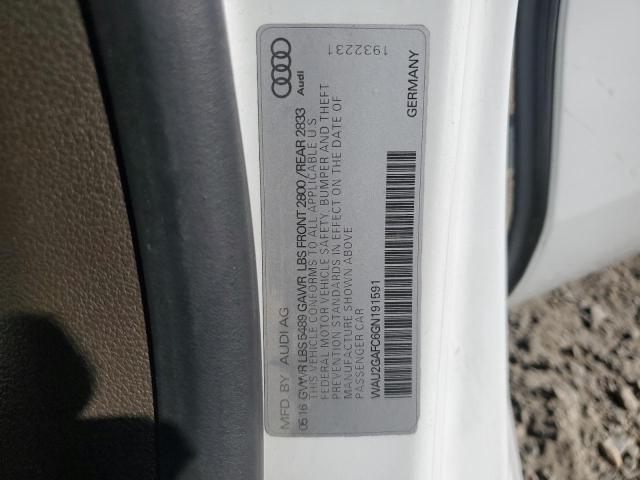 MFD. BY AUDI AG
Audi
05 16 GVWR LBS 5489 GAWR LBS FRONT 2800 / REAR 2833
THIS VEHICLE CONFORMS TO ALL APPLICABLE U.S.
FEDERAL MOTOR VEHICLE SAFETY, BUMPER AND THEFT
PREVENTION STANDARDS IN EFFECT ON THE DATE OF
MANUFACTURE SHOWN ABOVE
PASSENGER CAR
WAU2GAFC6GN191591
GERMANY
1932231